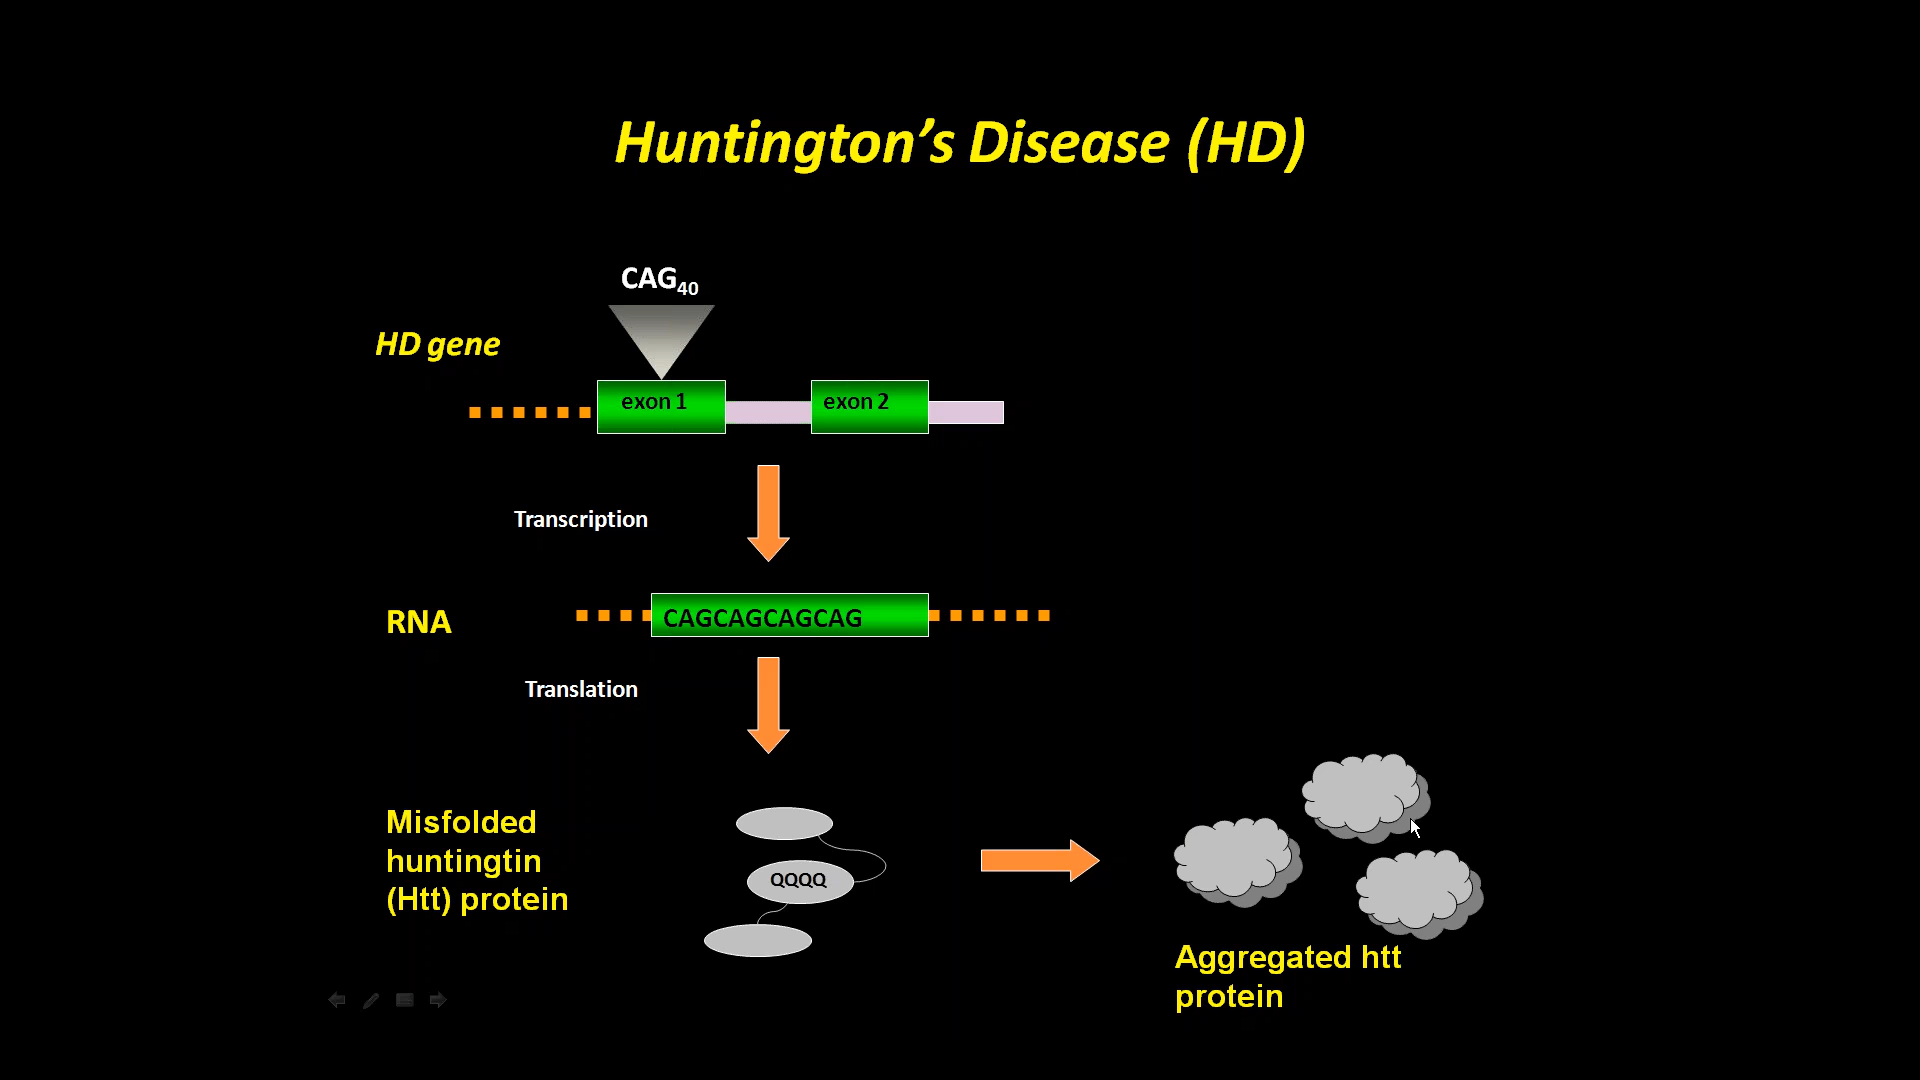 Huntington’s Disease (HD)
CAG40
HD gene
exon 1
exon 2
Transcription
RNA
CAGCAGCAGCAG
Translation
Misfolded
huntingtin
(Htt) protein
QQQQ
Aggregated htt
protein